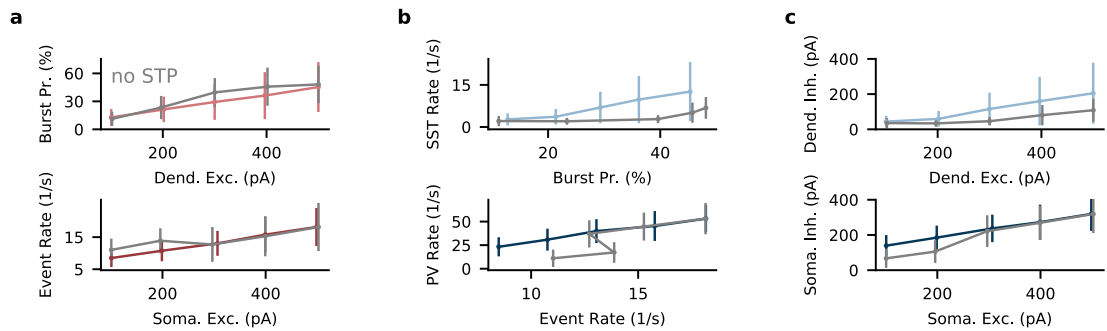 a
b
c
Burst Pr. (%)
60
30
0
no STP
200
400
Dend. Exc. (pA)
SST Rate (1/s)
15
0
20
40
Burst Pr. (%)
Dend. Inh. (pA)
400
200
0
200
400
Dend. Exc. (pA)
Event Rate (1/s)
15
5
200
400
Soma. Exc. (pA)
PV Rate (1/s)
50
25
0
10
15
Event Rate (1/s)
Soma. Inh. (pA)
400
200
0
200
400
Soma. Exc. (pA)